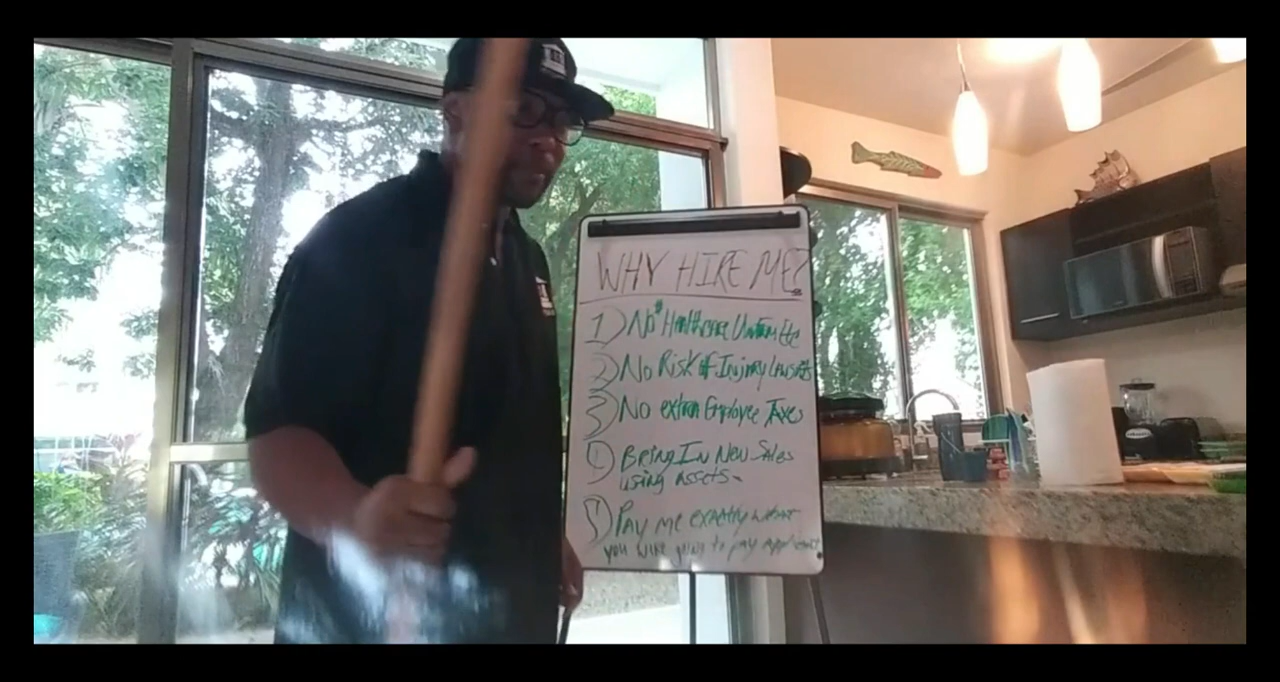 WHY HIRE ME?
1) No Healthcare
2) No Risk of Injury Lawsuits
3) No extra Employee Taxes
4) Bring In New Sales
using assets.
5) Pay me exactly what
you were going to pay